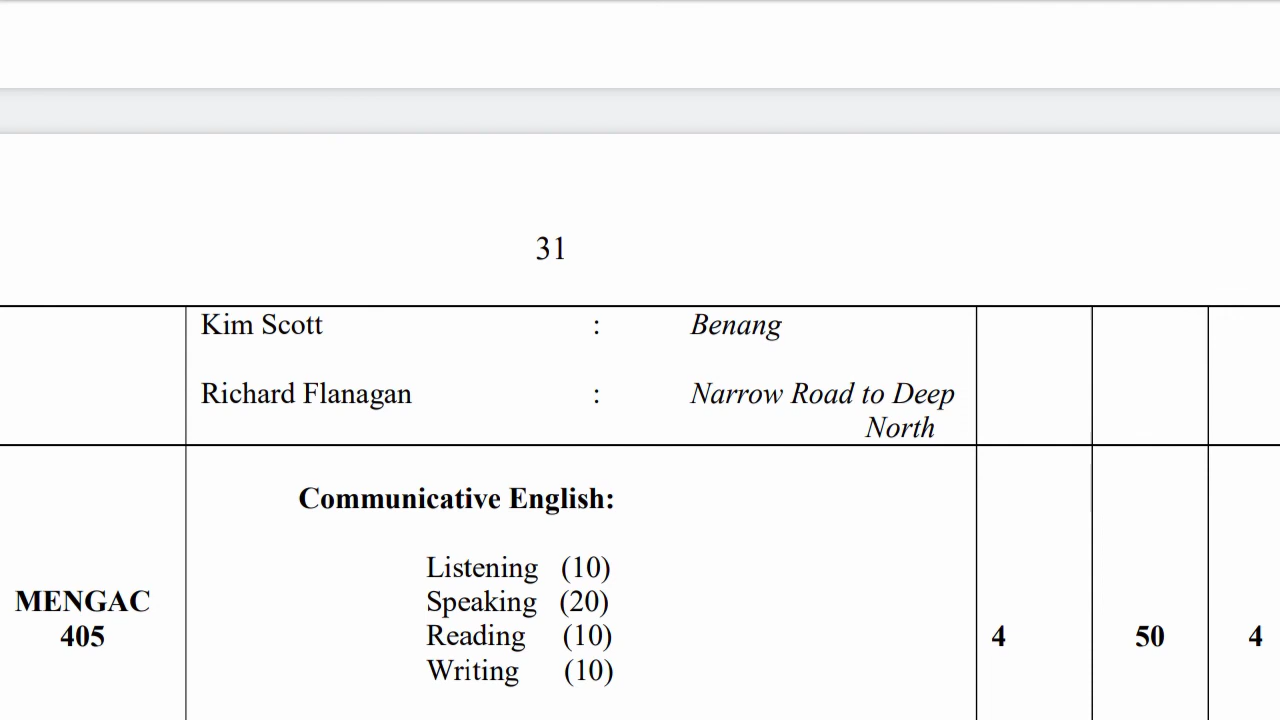 31
Kim Scott : Benang
Richard Flanagan : Narrow Road to Deep
North
Communicative English:
Listening (10)
MENGAC Speaking (20)
405 Reading (10) 4 50 4
Writing (10)